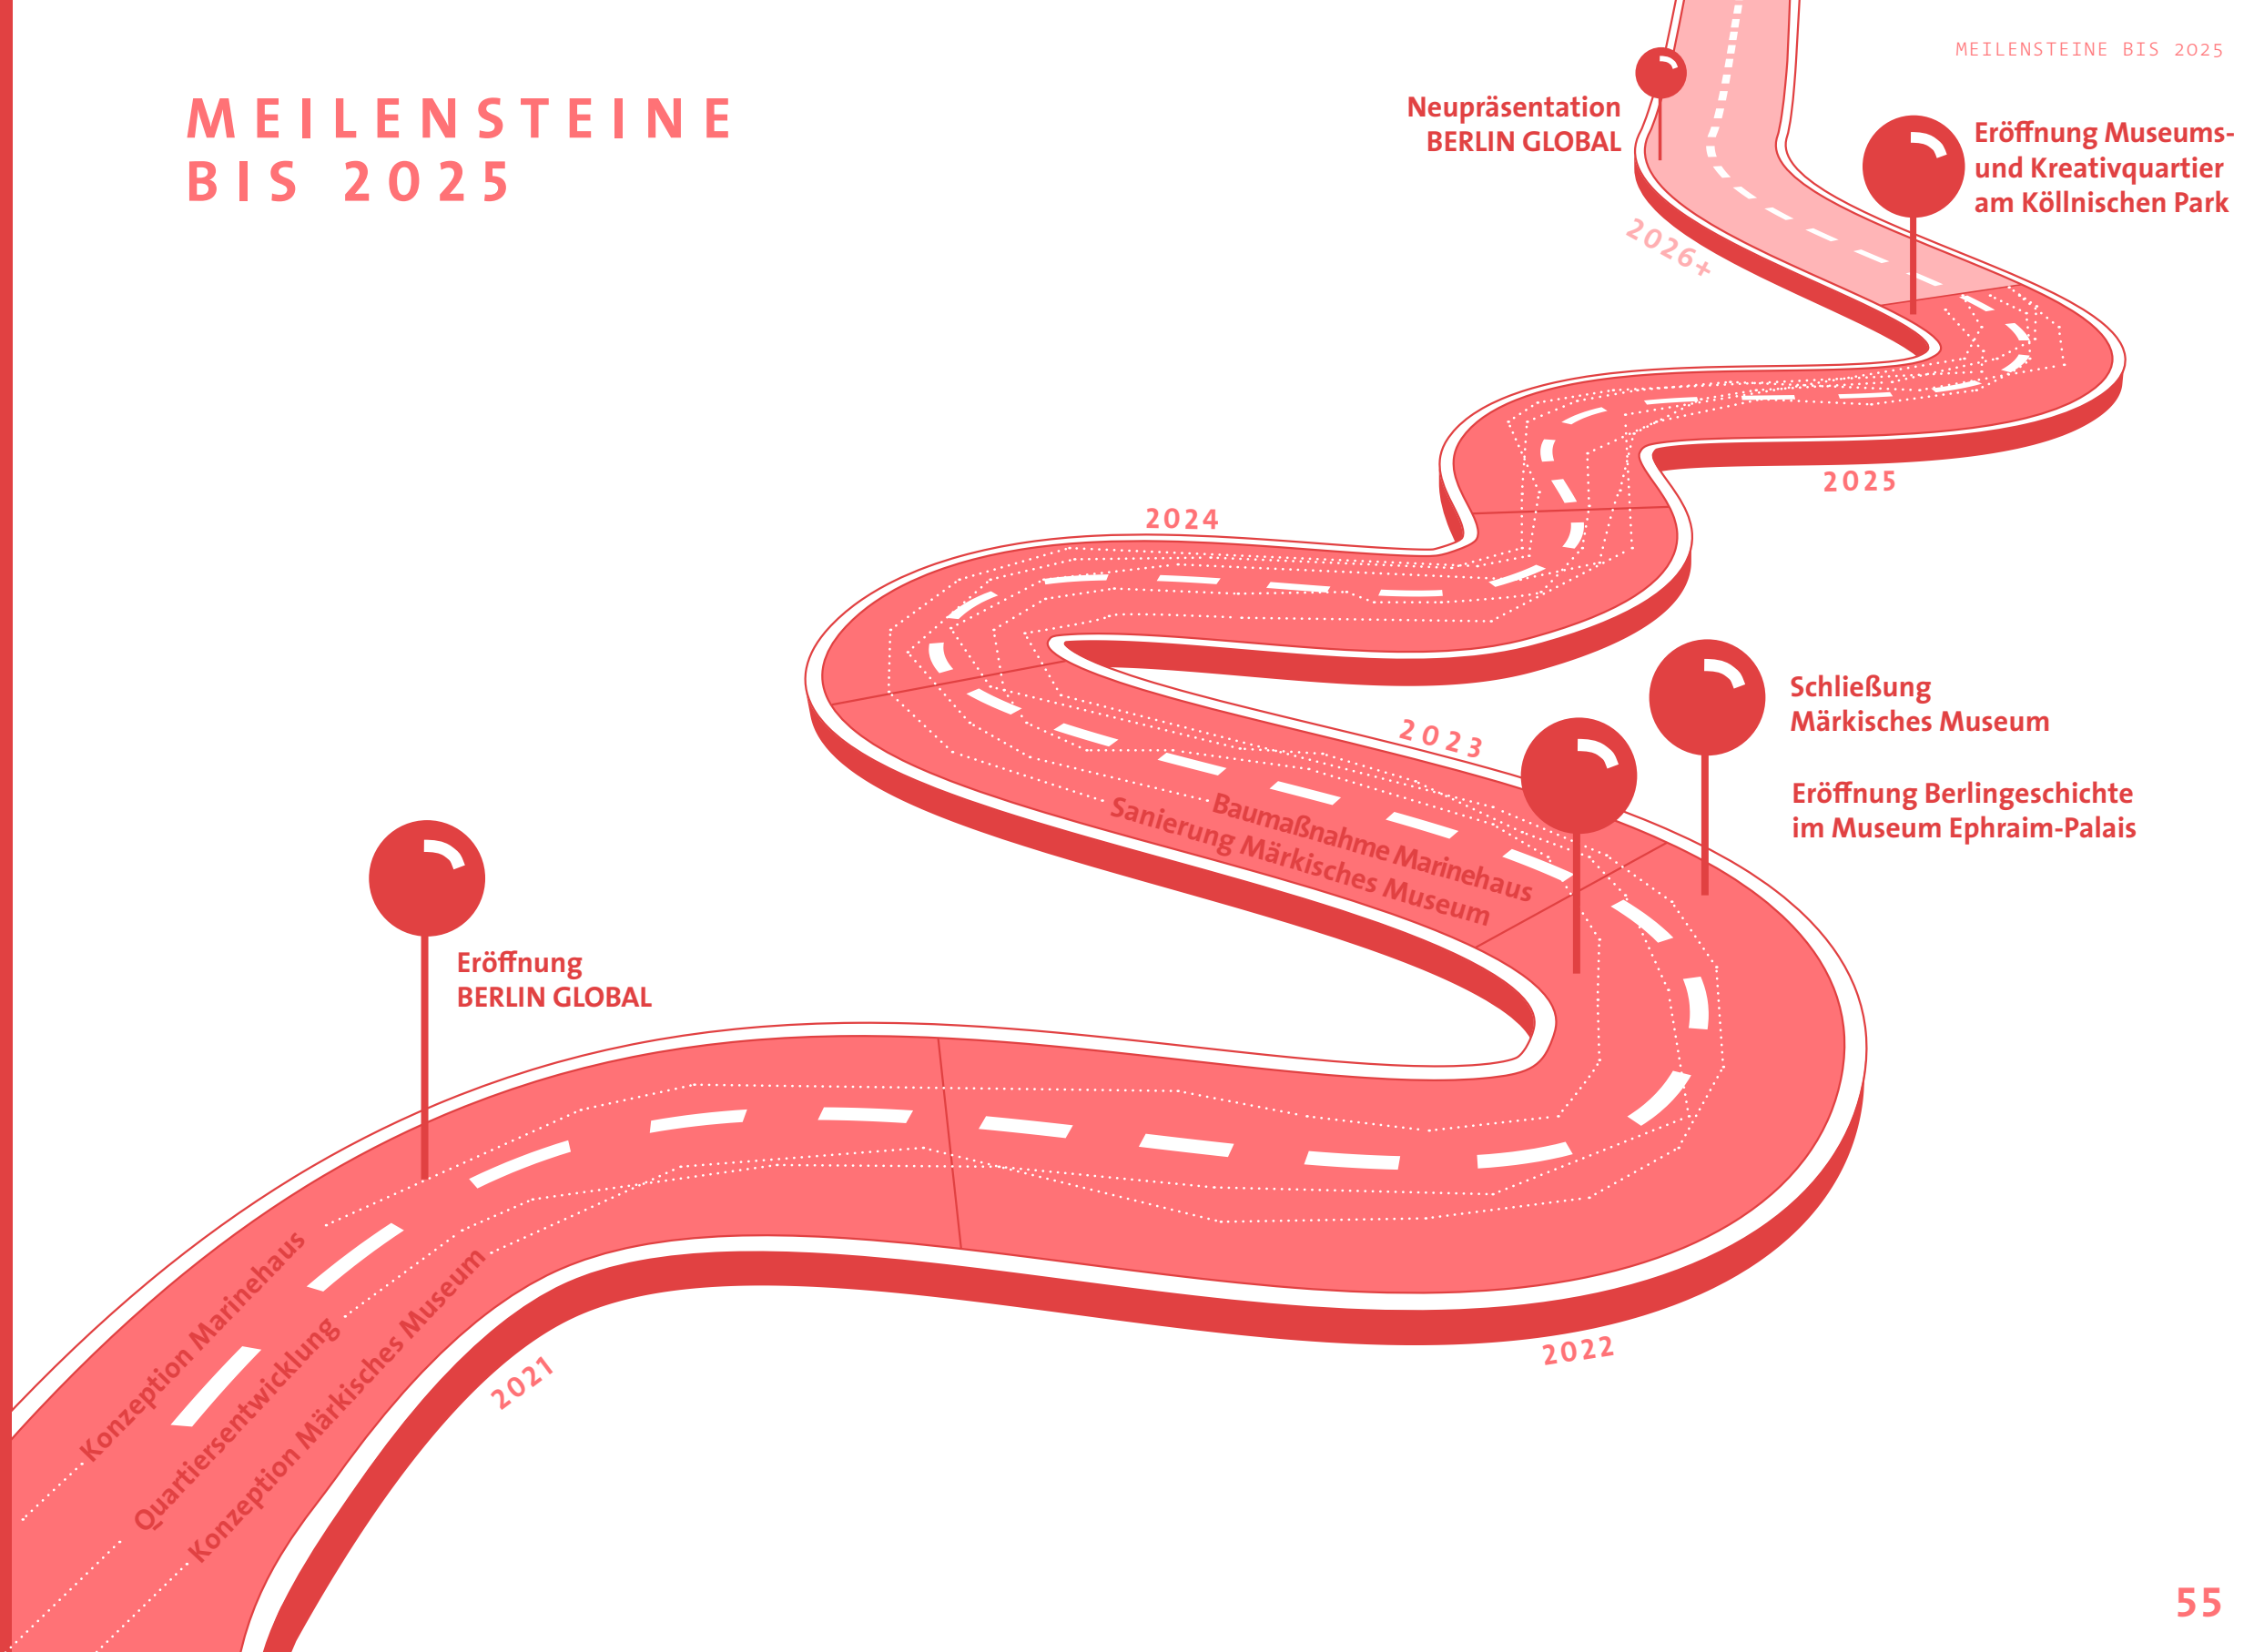 MEILENSTEINE BIS 2025
MEILENSTEINE
BIS 2025
Neupräsentation
BERLIN GLOBAL
Eröffnung Museums-
und Kreativquartier
am Köllnischen Park
2026+
2025
2024
2023
Schließung
Märkisches Museum
Eröffnung Berlingeschichte
im Museum Ephraim-Palais
Baumaßnahme Marinehaus
Sanierung Märkisches Museum
Eröffnung
BERLIN GLOBAL
Konzeption Marinehaus
Quartiersentwicklung
Konzeption Märkisches Museum
2021
2022
55